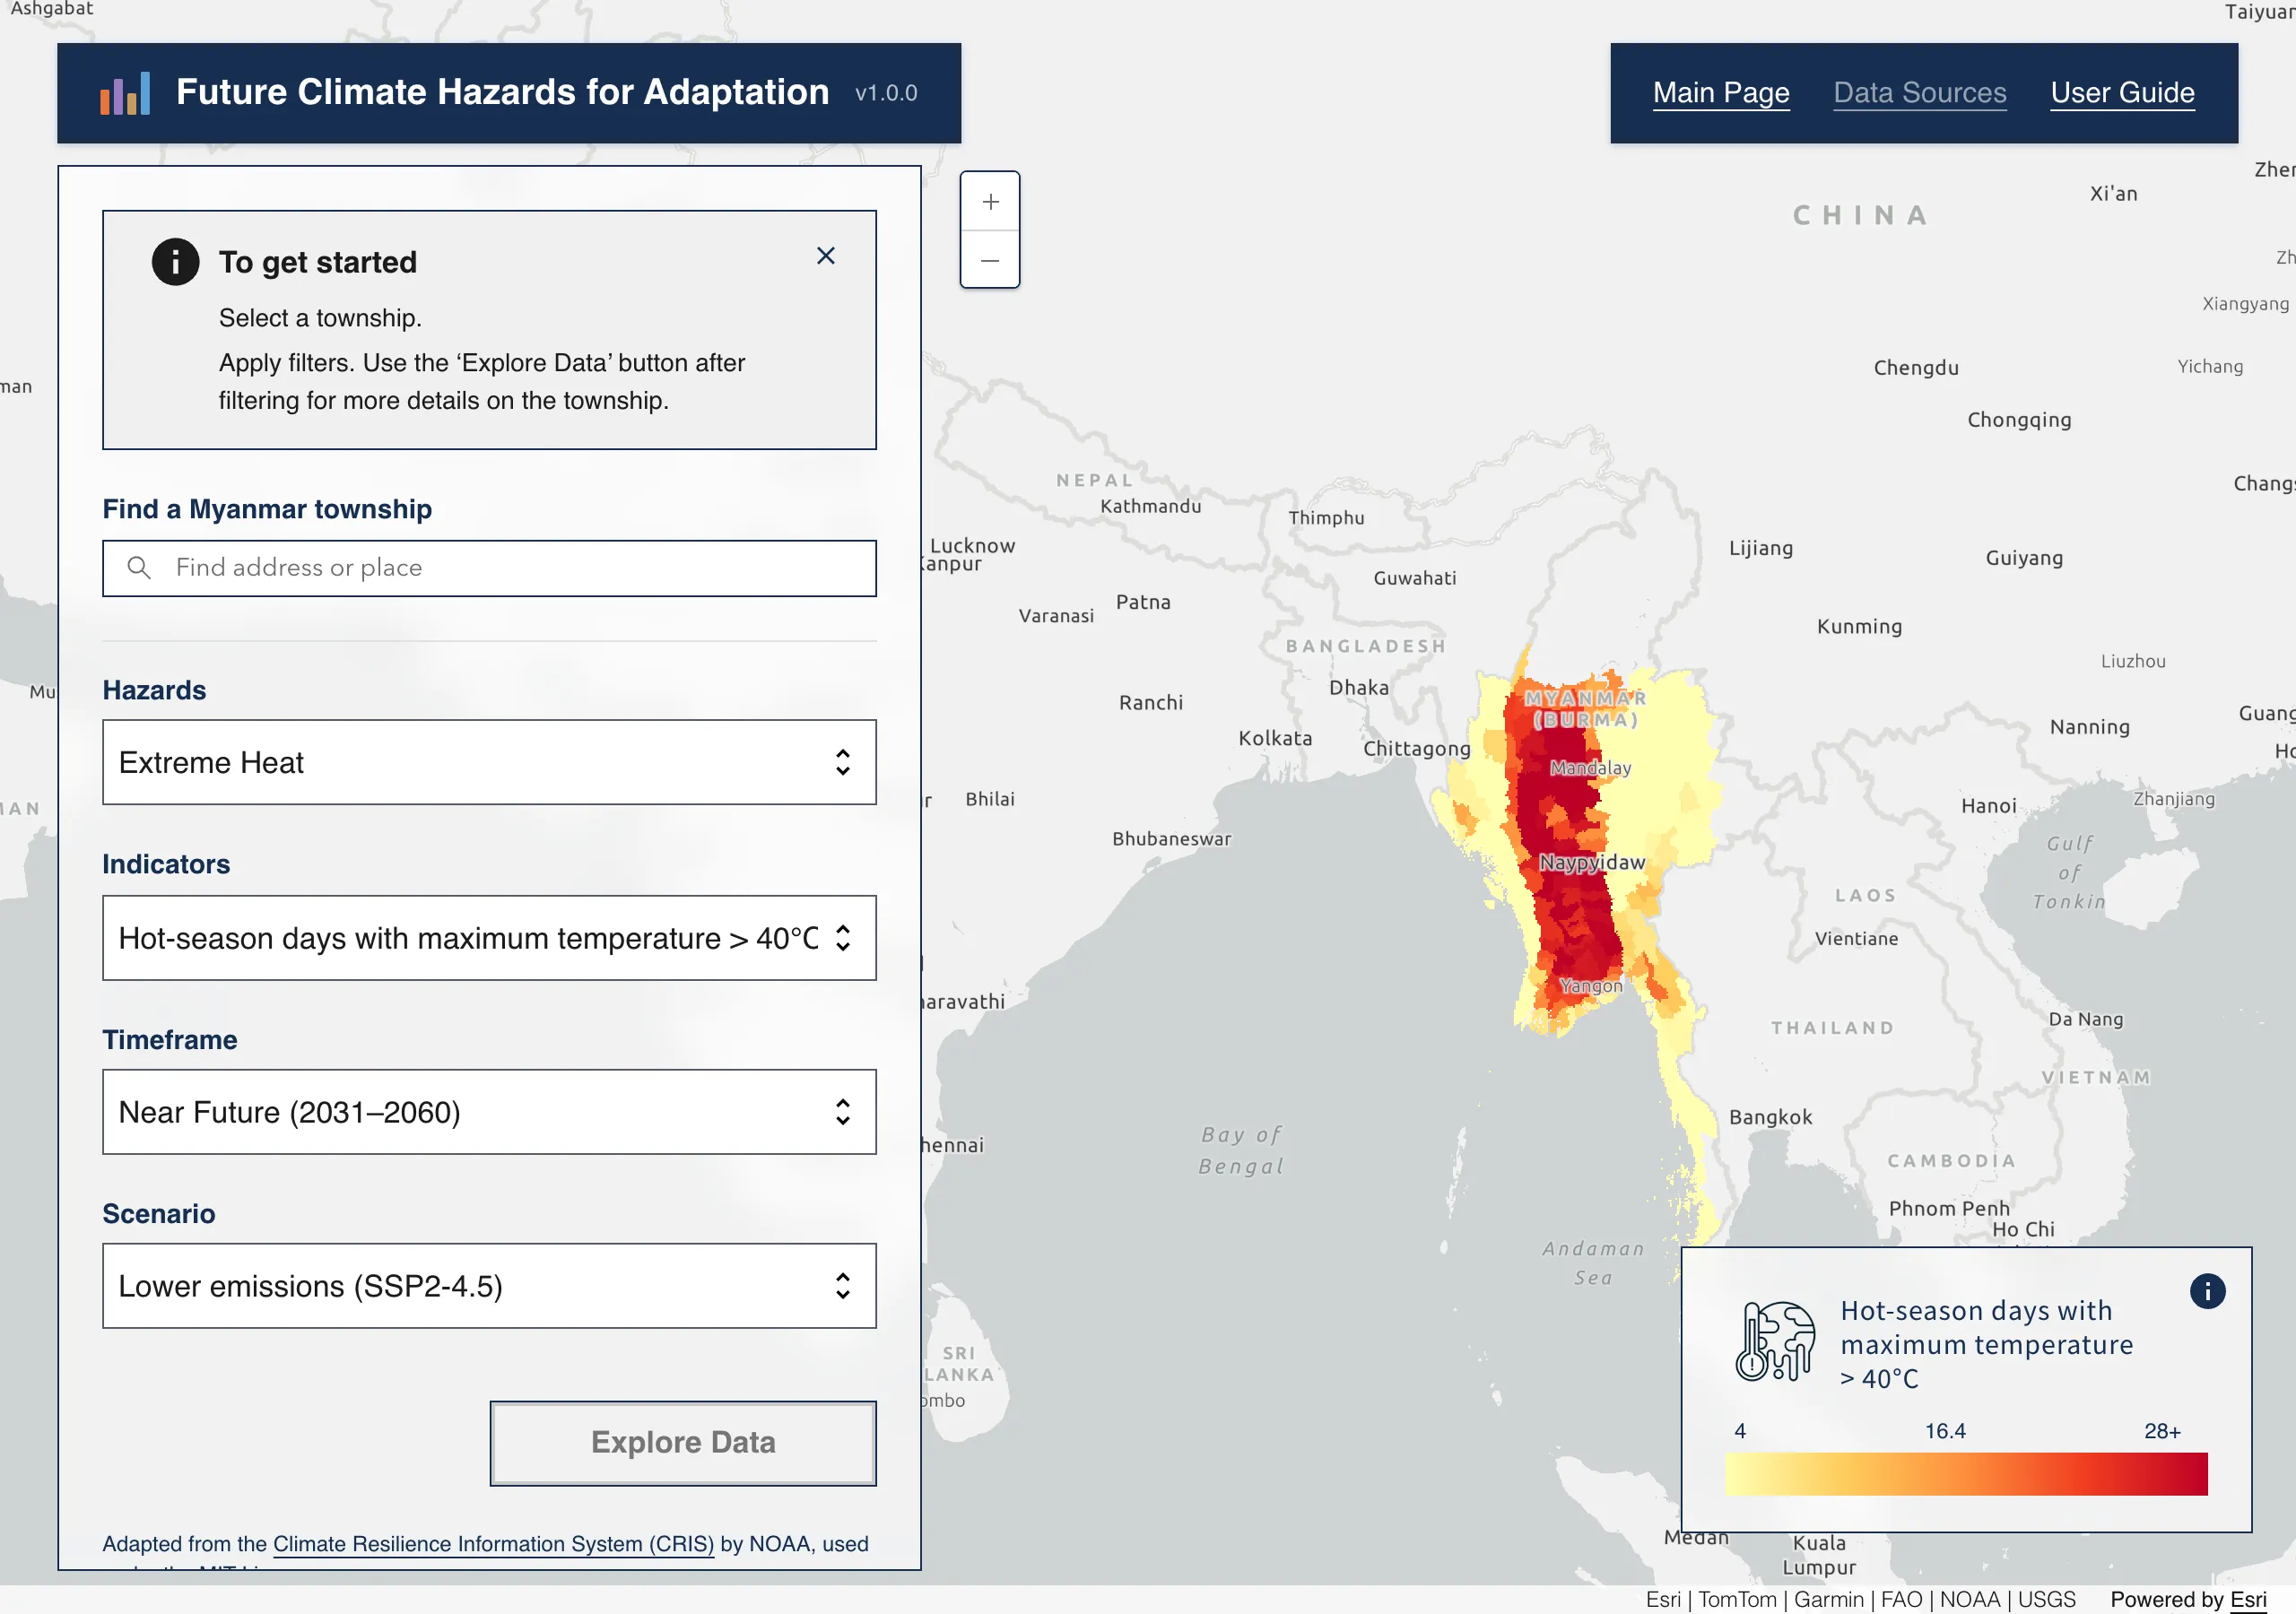 Future Climate Hazards for Adaptation v1.0.0
Main Page Data Sources User Guide
To get started
Select a township.
Apply filters. Use the ‘Explore Data’ button after
filtering for more details on the township.
Find a Myanmar township
Find address or place
Hazards
Extreme Heat
Indicators
Hot-season days with maximum temperature > 40°C
Timeframe
Near Future (2031–2060)
Scenario
Lower emissions (SSP2-4.5)
Explore Data
Adapted from the Climate Resilience Information System (CRIS) by NOAA, used
+
−
Ashgabat
Taiyuan
Xi'an
CHINA
Xiangyang
Chengdu
Yichang
Chongqing
NEPAL
Kathmandu
Thimphu
Lucknow
Kanpur
Lijiang
Guiyang
Guwahati
Patna
Varanasi
Kunming
BANGLADESH
Liuzhou
Dhaka
Ranchi
MYANMAR
(BURMA)
Nanning
Kolkata
Chittagong
Mandalay
Bhilai
Hanoi
Zhanjiang
Bhubaneswar
Gulf
of
Tonkin
Naypyidaw
LAOS
Vientiane
Yangon
Da Nang
THAILAND
VIETNAM
Bangkok
Bay of
Bengal
CAMBODIA
Phnom Penh
Ho Chi
Andaman
Sea
SRI
LANKA
Hot-season days with
maximum temperature
> 40°C
4 16.4 28+
Medan
Kuala
Lumpur
Esri | TomTom | Garmin | FAO | NOAA | USGS Powered by Esri